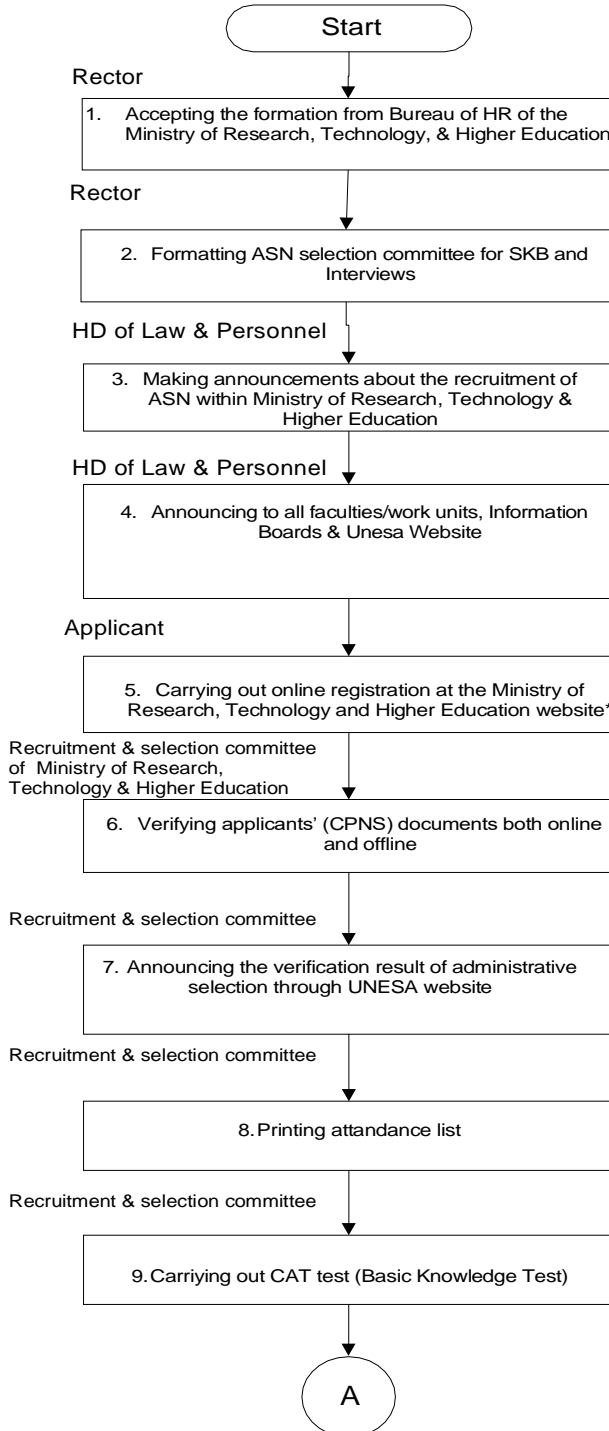 Start
Rector
1. Accepting the formation from Bureau of HR of the
Ministry of Research, Technology, & Higher Education
Rector
2. Formatting ASN selection committee for SKB and
Interviews
HD of Law & Personnel
3. Making announcements about the recruitment of
ASN within Ministry of Research, Technology &
Higher Education
HD of Law & Personnel
4. Announcing to all faculties/work units, Information
Boards & Unesa Website
Applicant
5. Carrying out online registration at the Ministry of
Research, Technology and Higher Education website*
Recruitment & selection committee
of Ministry of Research,
Technology & Higher Education
6. Verifying applicants' (CPNS) documents both online
and offline
Recruitment & selection committee
7. Announcing the verification result of administrative
selection through UNESA website
Recruitment & selection committee
8. Printing attandance list
Recruitment & selection committee
9. Carriying out CAT test (Basic Knowledge Test)
A